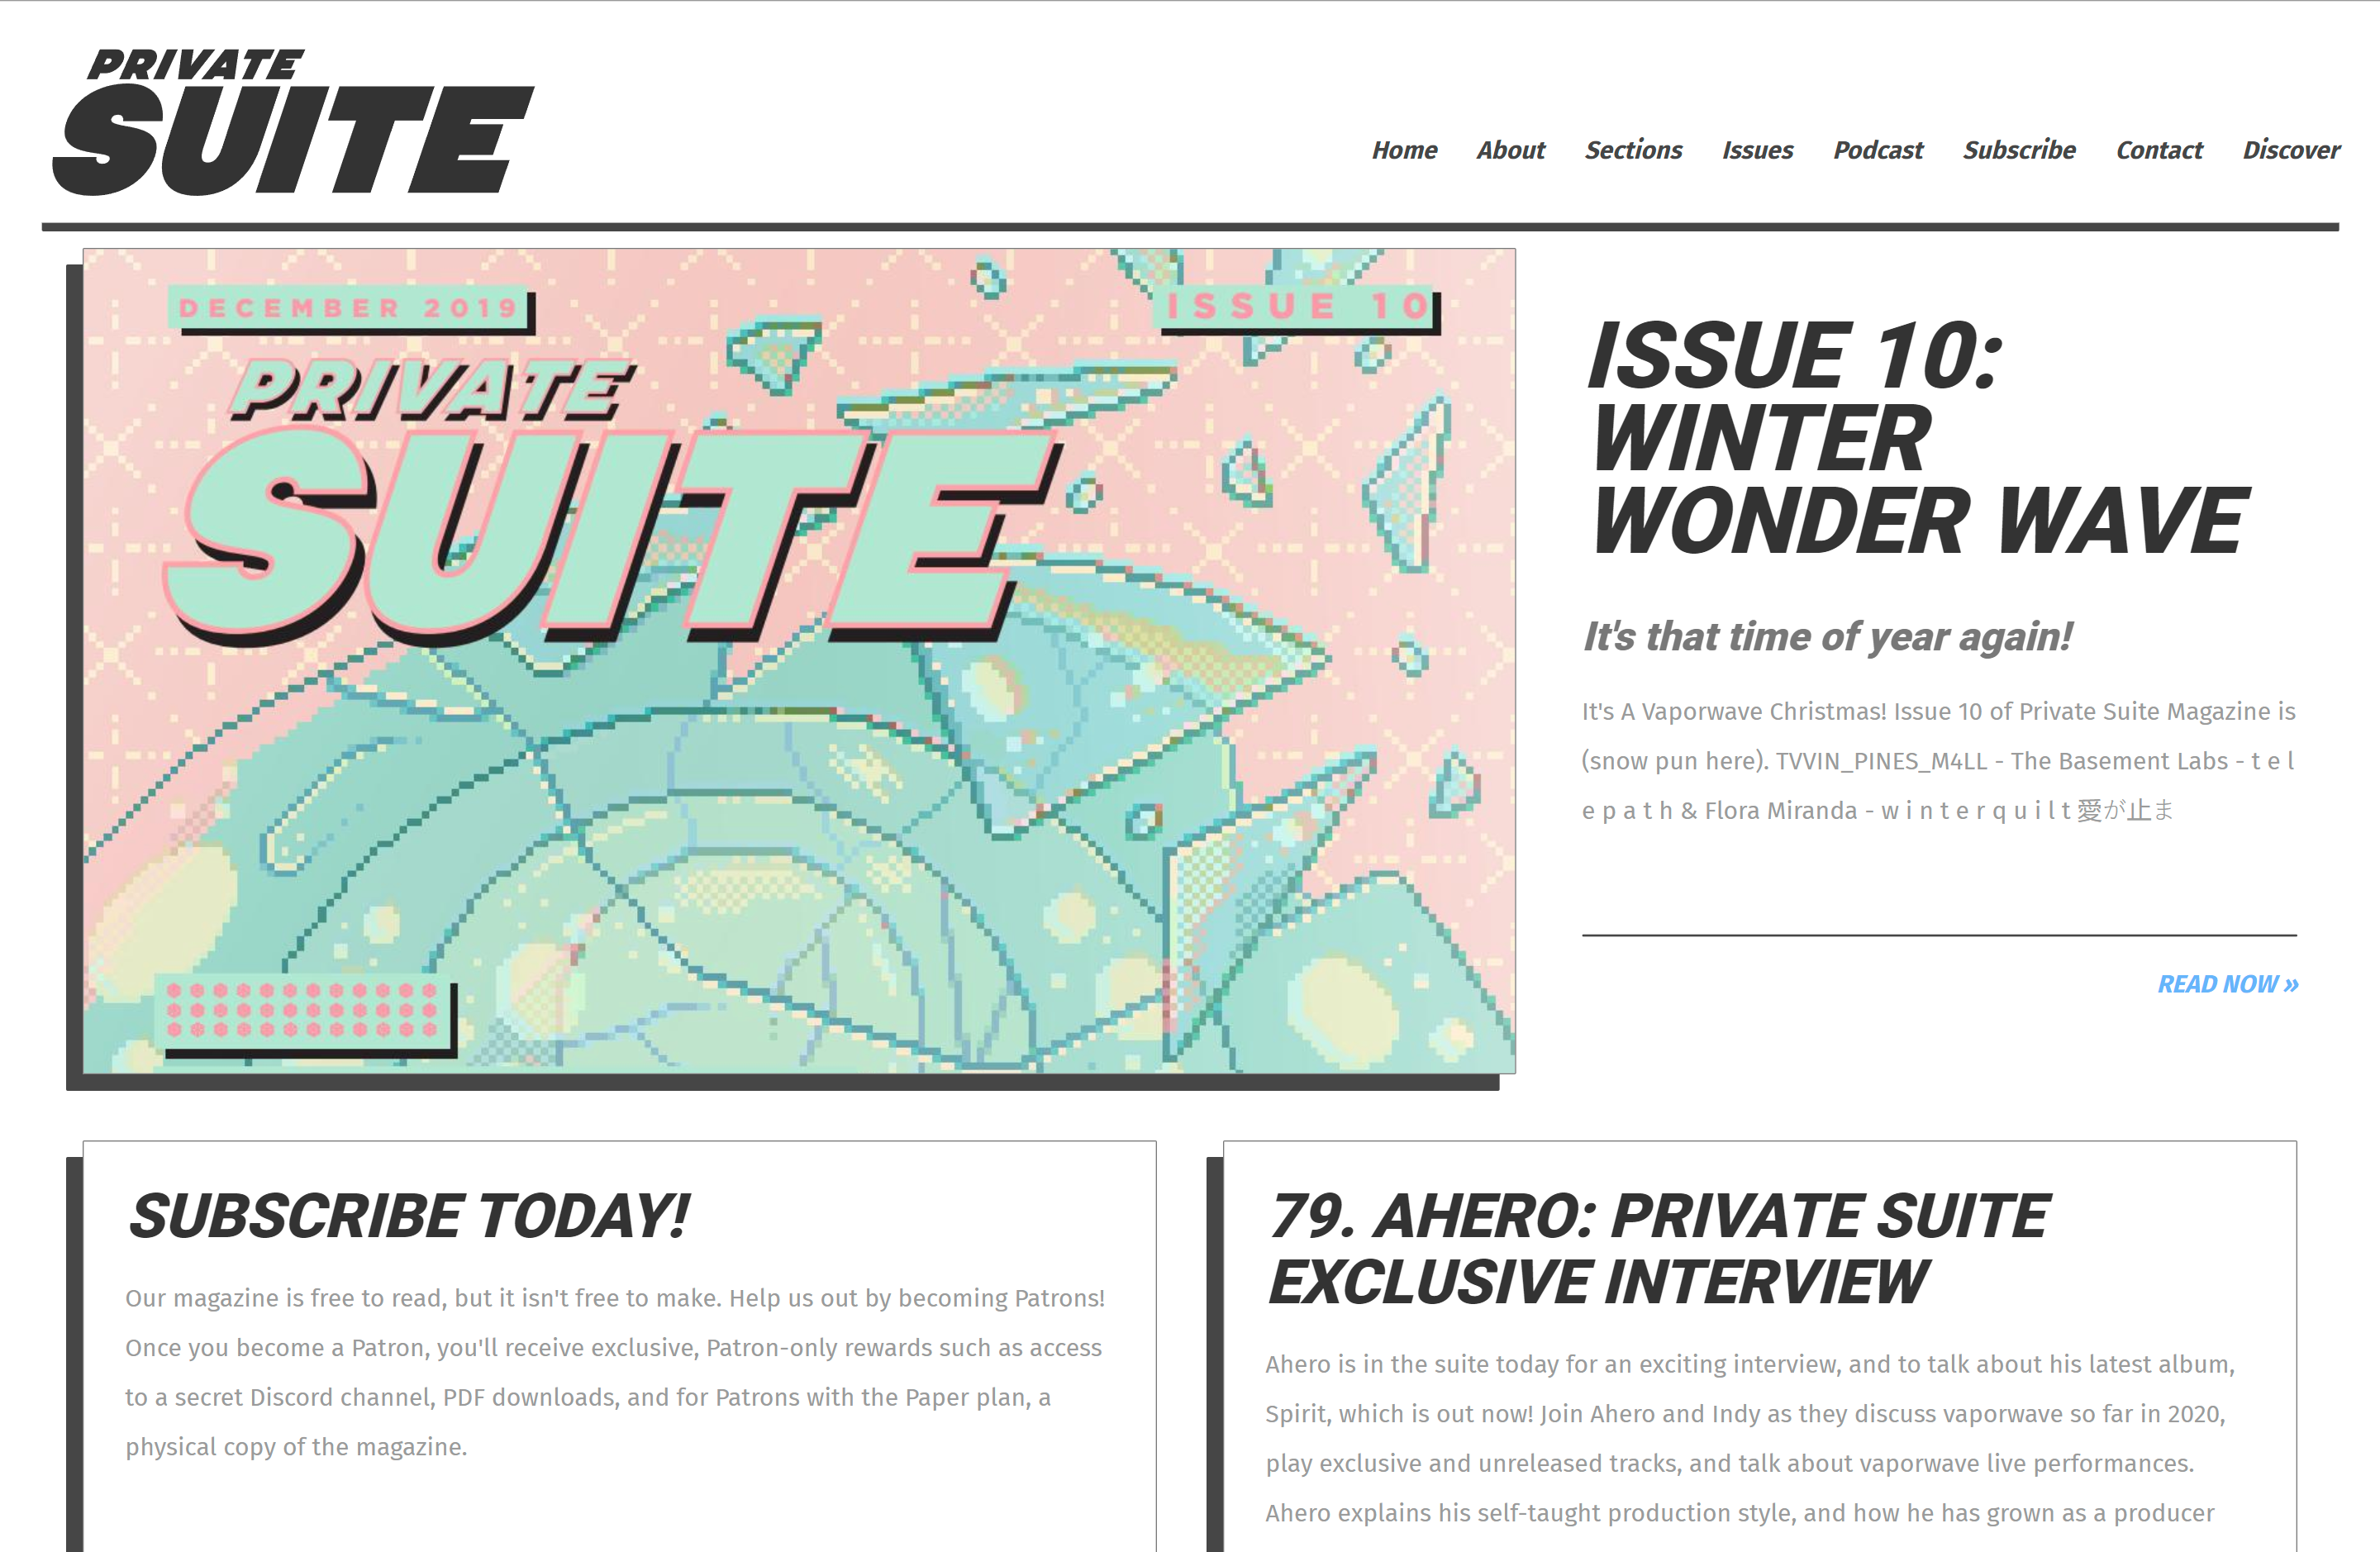 PRIVATE
SUITE
Home About Sections Issues Podcast Subscribe Contact Discover
DECEMBER 2019
ISSUE 10
PRIVATE
SUITE
ISSUE 10:
WINTER
WONDER WAVE
It's that time of year again!
It's A Vaporwave Christmas! Issue 10 of Private Suite Magazine is
(snow pun here). TVVIN_PINES_M4LL - The Basement Labs - t e l
e p a t h & Flora Miranda - w i n t e r q u i l t 愛が止ま
READ NOW »
SUBSCRIBE TODAY!
Our magazine is free to read, but it isn't free to make. Help us out by becoming Patrons!
Once you become a Patron, you'll receive exclusive, Patron-only rewards such as access
to a secret Discord channel, PDF downloads, and for Patrons with the Paper plan, a
physical copy of the magazine.
79. AHERO: PRIVATE SUITE
EXCLUSIVE INTERVIEW
Ahero is in the suite today for an exciting interview, and to talk about his latest album,
Spirit, which is out now! Join Ahero and Indy as they discuss vaporwave so far in 2020,
play exclusive and unreleased tracks, and talk about vaporwave live performances.
Ahero explains his self-taught production style, and how he has grown as a producer